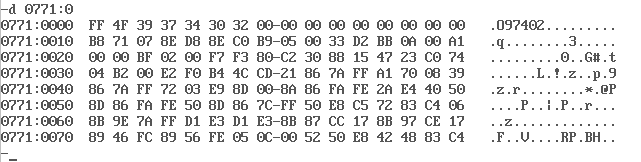 -d 0771:0
0771:0000 FF 4F 39 37 34 30 32 00-00 00 00 00 00 00 00 00 .O97402.........
0771:0010 B8 71 07 8E D8 8E C0 B9-05 00 33 D2 BB 0A 00 A1 .q........3.....
0771:0020 00 00 BF 02 00 F7 F3 80-C2 30 88 15 47 23 C0 74 .........0..G#.t
0771:0030 04 B2 00 E2 F0 B4 4C CD-21 86 7A FF A1 70 08 39 ......L.!.z..p.9
0771:0040 86 7A FF 72 03 E9 8D 00-8A 86 FA FE 2A E4 40 50 .z.r........*.@P
0771:0050 8D 86 FA FE 50 8D 86 7C-FF 50 E8 C5 72 83 C4 06 ....P..|.P..r...
0771:0060 8B 9E 7A FF D1 E3 D1 E3-8B 87 CC 17 8B 97 CE 17 ..z.............
0771:0070 89 46 FC 89 56 FE 05 0C-00 52 50 E8 42 48 83 C4 .F..V....RP.BH..
-_